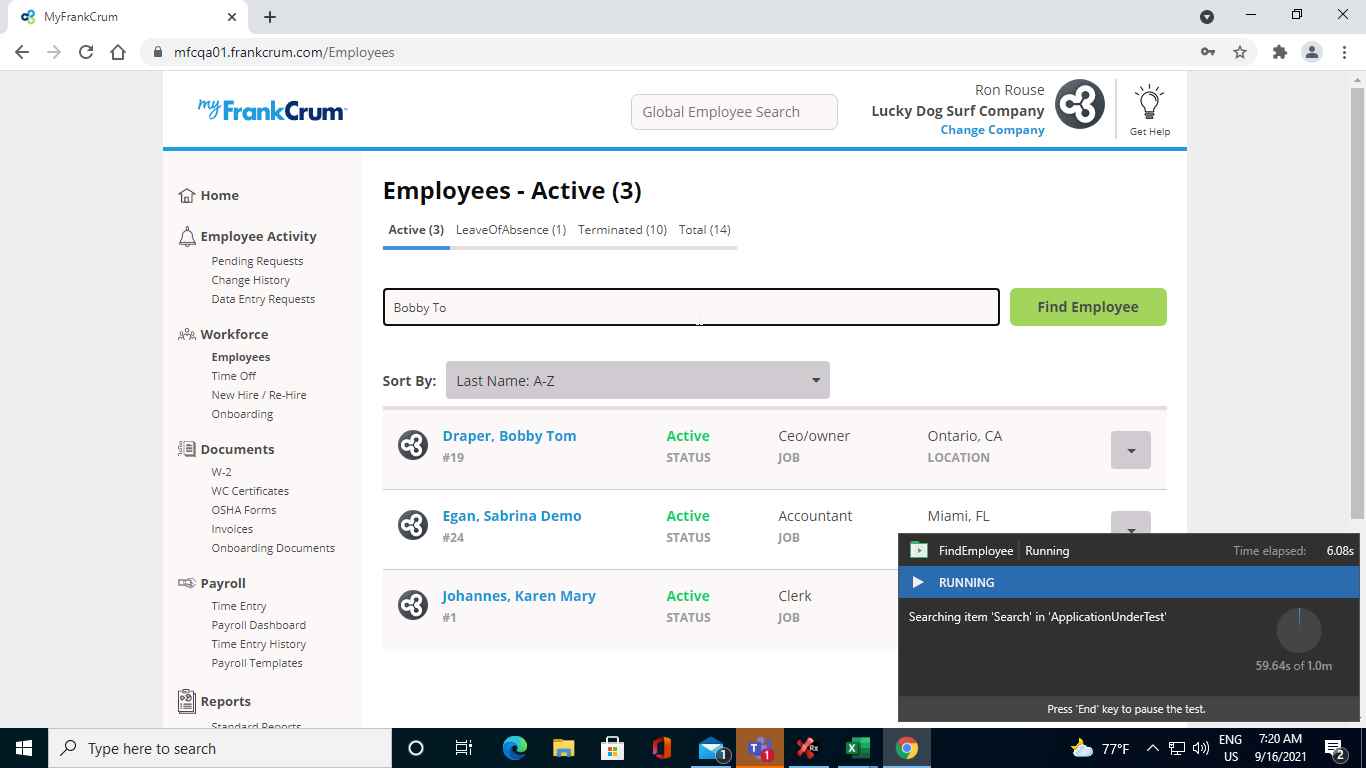 MyFrankCrum
mfcqa01.frankcrum.com/Employees
myFrankCrum
Global Employee Search
Ron Rouse
Lucky Dog Surf Company
Change Company
Get Help
Home
Employee Activity
Pending Requests
Change History
Data Entry Requests
Workforce
Employees
Time Off
New Hire / Re-Hire
Onboarding
Documents
W-2
WC Certificates
OSHA Forms
Invoices
Onboarding Documents
Payroll
Time Entry
Payroll Dashboard
Time Entry History
Payroll Templates
Reports
Standard Reports
Employees - Active (3)
Active (3) LeaveOfAbsence (1) Terminated (10) Total (14)
Bobby To
Find Employee
Sort By: Last Name: A-Z
Draper, Bobby Tom Active Ceo/owner Ontario, CA
#19 STATUS JOB LOCATION
Egan, Sabrina Demo Active Accountant Miami, FL
#24 STATUS JOB
Johannes, Karen Mary Active Clerk
#1 STATUS JOB
FindEmployee Running Time elapsed: 6.08s
RUNNING
Searching item 'Search' in 'ApplicationUnderTest'
59.64s of 1.0m
Press 'End' key to pause the test.
Type here to search
1
1
Rx
77°F
ENG
US
7:20 AM
9/16/2021
2